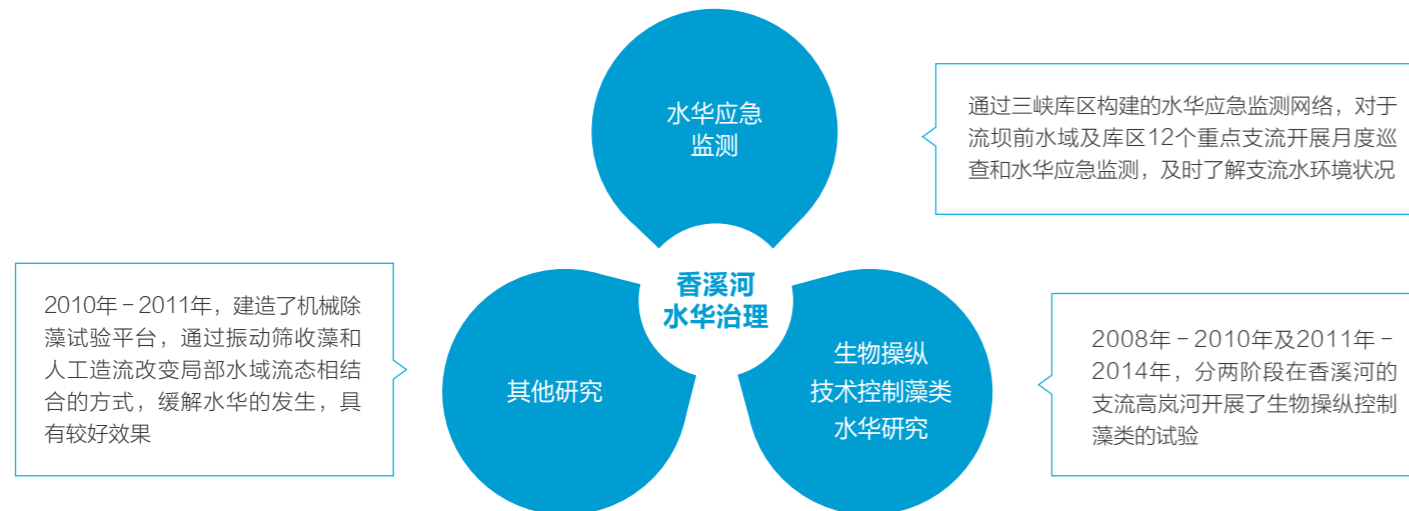 水华应急
监测
通过三峡库区构建的水华应急监测网络，对于
流坝前水域及库区12个重点支流开展月度巡
查和水华应急监测，及时了解支流水环境状况
香溪河
水华治理
2010年－2011年，建造了机械除
藻试验平台，通过振动筛收藻和
人工造流改变局部水域流态相结
合的方式，缓解水华的发生，具
有较好效果
其他研究
生物操纵
技术控制藻类
水华研究
2008年－2010年及2011年－
2014年，分两阶段在香溪河的
支流高岚河开展了生物操纵控制
藻类的试验